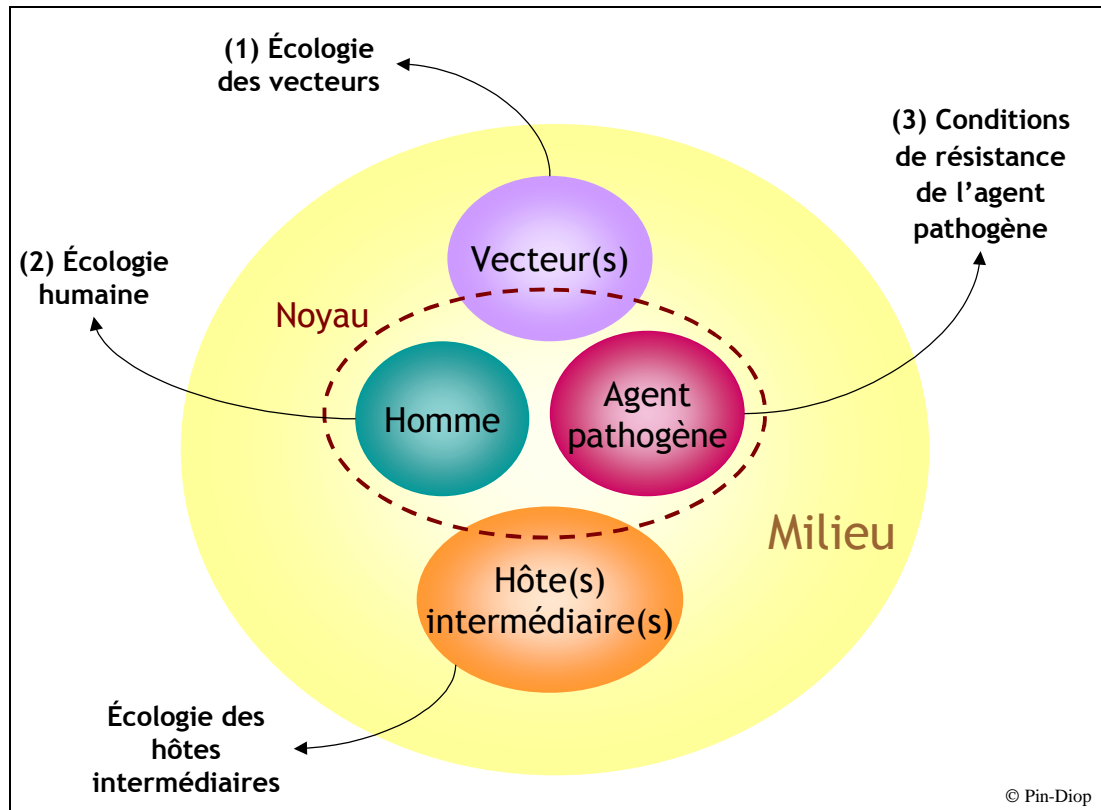 (1) Écologie
des vecteurs
(3) Conditions
de résistance
de l’agent
pathogène
(2) Écologie
humaine
Vecteur(s)
Noyau
Homme
Agent
pathogène
Milieu
Hôte(s)
intermédiaire(s)
Écologie des
hôtes
intermédiaires
© Pin-Diop